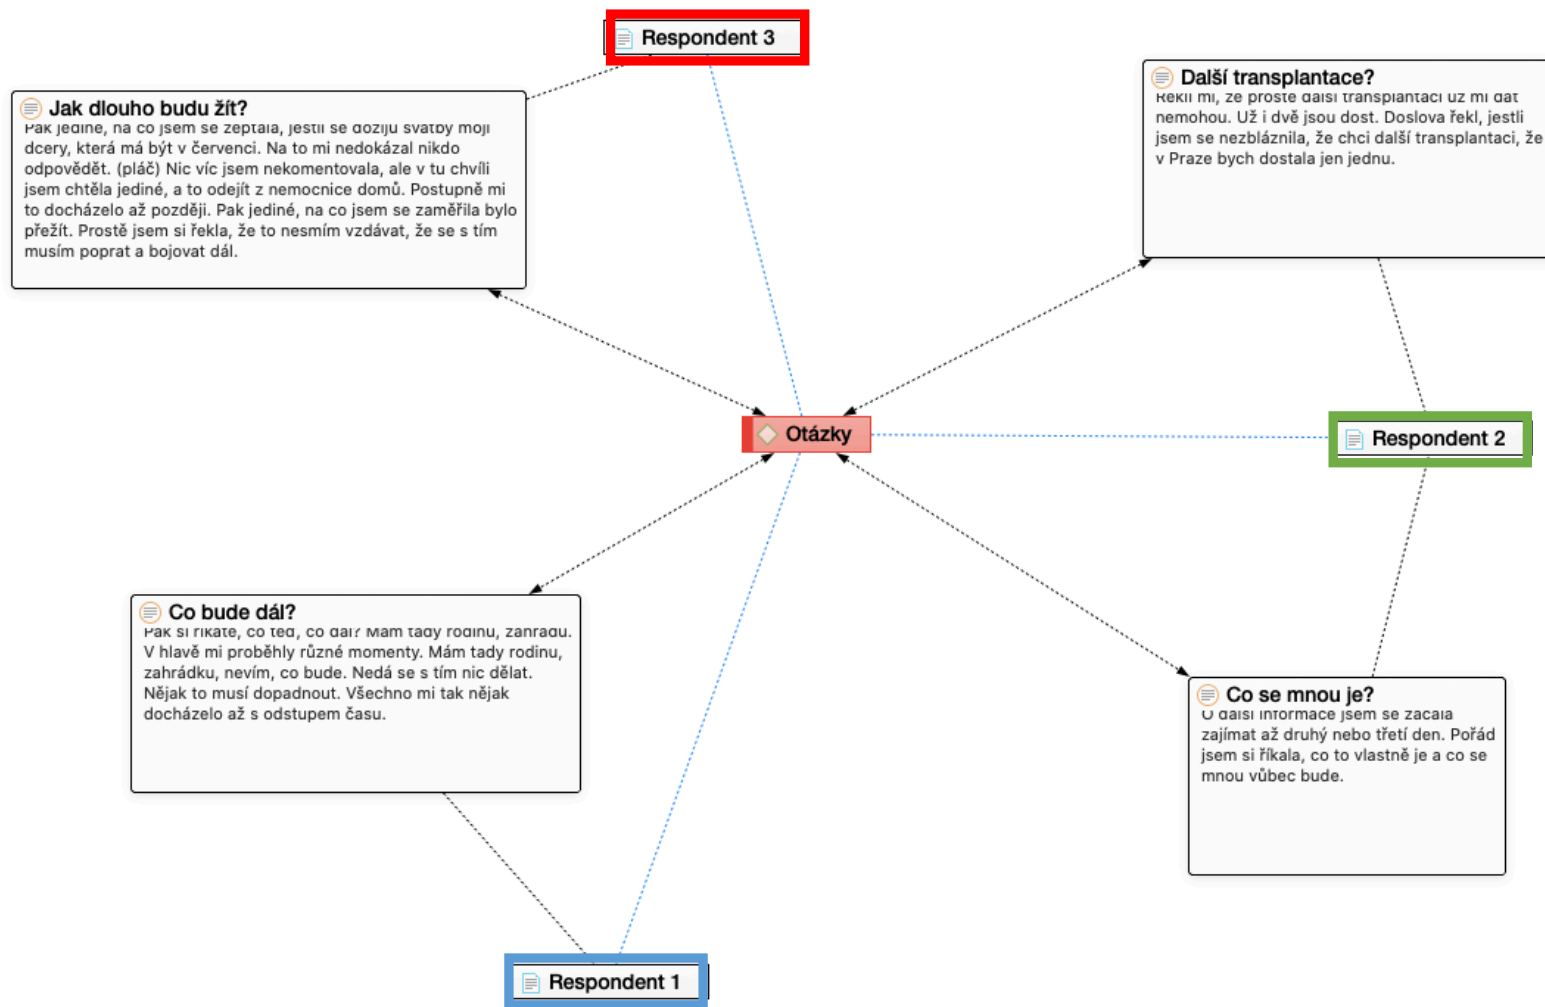 Respondent 3
Jak dlouho budu žít?
Pak jediné, na co jsem se zeptala, jestli se dožiju svatby mojí
dcery, která má být v červenci. Na to mi nedokázal nikdo
odpovědět. (pláč) Nic víc jsem nekomentovala, ale v tu chvíli
jsem chtěla jediné, a to odejít z nemocnice domů. Postupně mi
to docházelo až později. Pak jediné, na co jsem se zaměřila bylo
přežít. Prostě jsem si řekla, že to nesmím vzdávat, že se s tím
musím poprat a bojovat dál.
Další transplantace?
Řekli mi, že prostě další transplantaci už mi dát
nemohou. Už i dvě jsou dost. Doslova řekl, jestli
jsem se nezbláznila, že chci další transplantaci, že
v Praze bych dostala jen jednu.
Otázky
Respondent 2
Co bude dál?
Pak si říkáte, co teď, co dál? Mám tady rodinu, zahradu.
V hlavě mi proběhly různé momenty. Mám tady rodinu,
zahrádku, nevím, co bude. Nedá se s tím nic dělat.
Nějak to musí dopadnout. Všechno mi tak nějak
docházelo až s odstupem času.
Co se mnou je?
O další informace jsem se začala
zajímat až druhý nebo třetí den. Pořád
jsem si říkala, co to vlastně je a co se
mnou vůbec bude.
Respondent 1